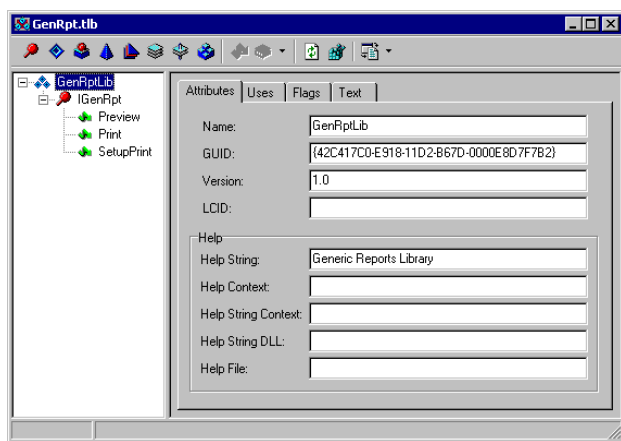 GenRpt.tlb
GenRptLib
IGenRpt
Preview
Print
SetupPrint
Attributes Uses Flags Text
Name: GenRptLib
GUID: {42C417C0-E918-11D2-B67D-0000E8D7F7B2}
Version: 1.0
LCID:
Help
Help String: Generic Reports Library
Help Context:
Help String Context:
Help String DLL:
Help File: